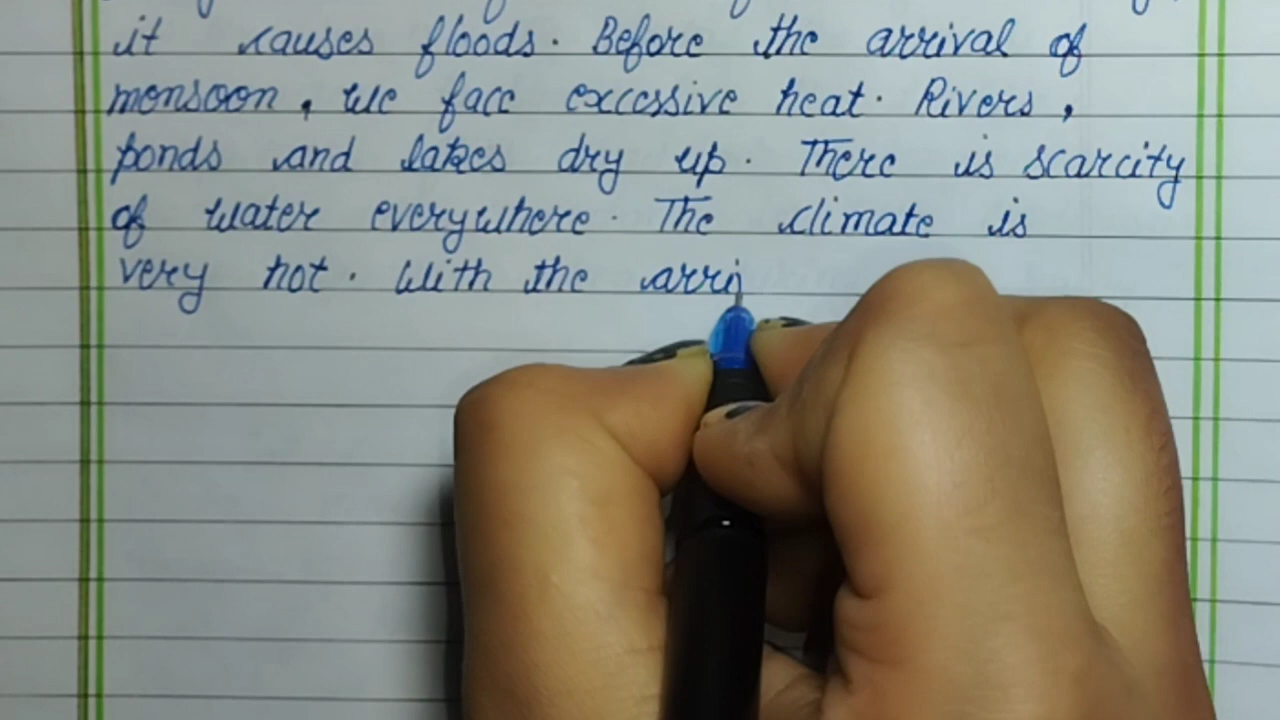 it causes floods. Before the arrival of
monsoon, we face excessive heat. Rivers,
ponds and lakes dry up. There is scarcity
of water everywhere. The climate is
very hot. With the arri